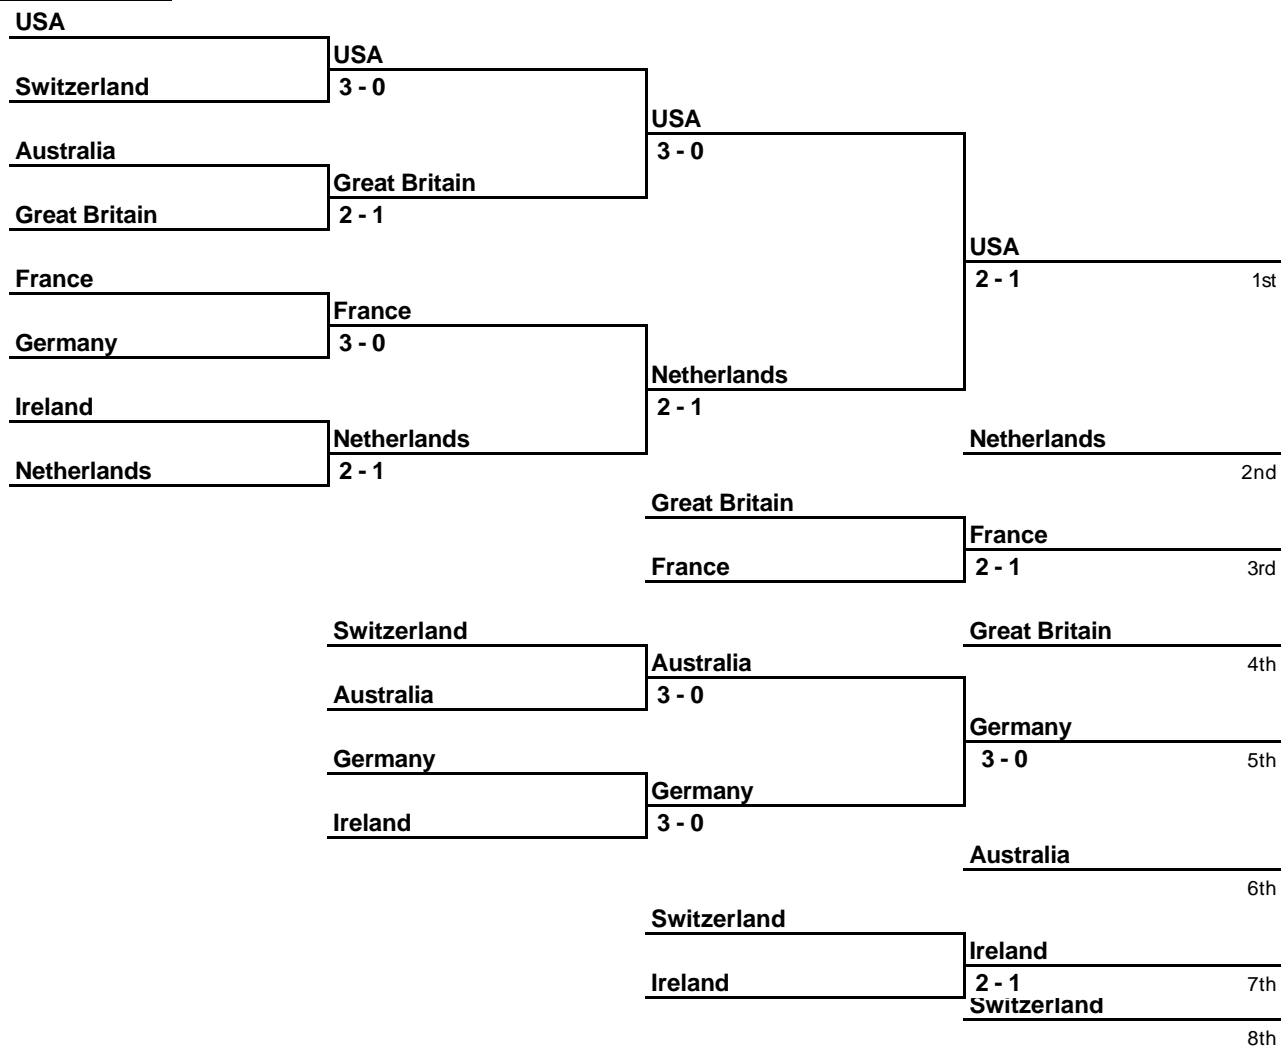 USA
USA
Switzerland
3 - 0
USA
Australia
3 - 0
Great Britain
Great Britain
2 - 1
USA
France
2 - 1 1st
France
Germany
3 - 0
Netherlands
Ireland
2 - 1
Netherlands
Netherlands
Netherlands
2 - 1
2nd
Great Britain
France
France
2 - 1 3rd
Switzerland
Great Britain
Australia
4th
Australia
3 - 0
Germany
Germany
3 - 0 5th
Germany
Ireland
3 - 0
Australia
6th
Switzerland
Ireland
Ireland
2 - 1 7th
Switzerland
8th